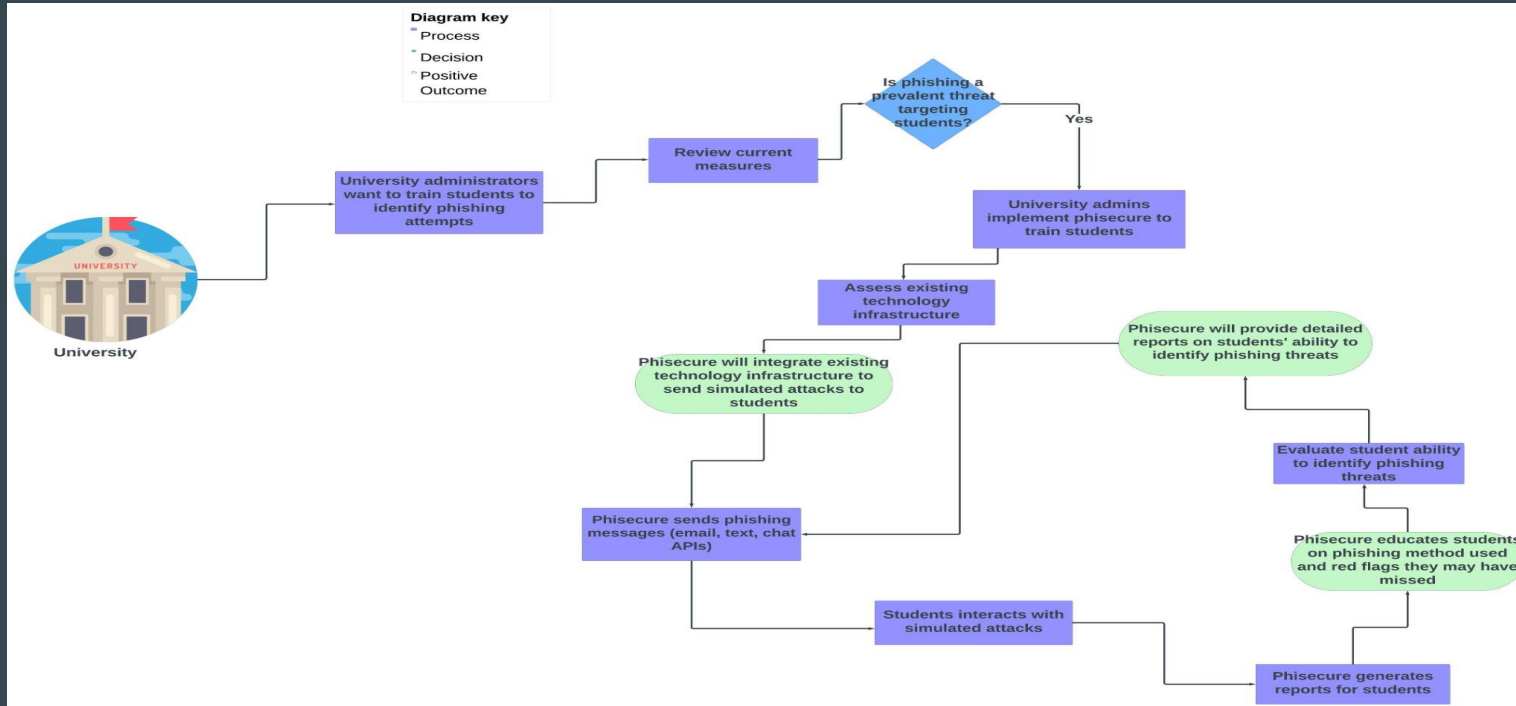 Diagram key
Process
Decision
Positive
Outcome
Is phishing a
prevalent threat
targeting
students?
Yes
Review current
measures
University administrators
want to train students to
identify phishing
attempts
University admins
implement phisecure to
train students
UNIVERSITY
University
Assess existing
technology
infrastructure
Phisecure will provide detailed
reports on students' ability to
identify phishing threats
Phisecure will integrate existing
technology infrastructure to
send simulated attacks to
students
Evaluate student ability
to identify phishing
threats
Phisecure sends phishing
messages (email, text, chat
APIs)
Phisecure educates students
on phishing method used
and red flags they may have
missed
Students interacts with
simulated attacks
Phisecure generates
reports for students